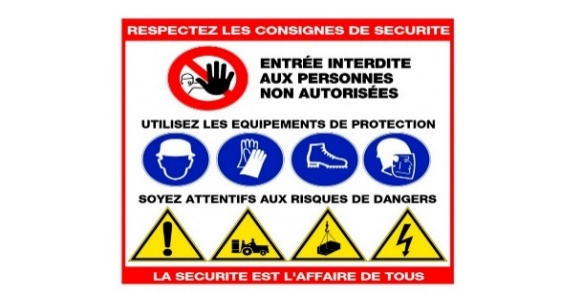 RESPECTEZ LES CONSIGNES DE SECURITE
ENTRÉE INTERDITE
AUX PERSONNES
NON AUTORISÉES
UTILISEZ LES EQUIPEMENTS DE PROTECTION
SOYEZ ATTENTIFS AUX RISQUES DE DANGERS
LA SECURITE EST L'AFFAIRE DE TOUS